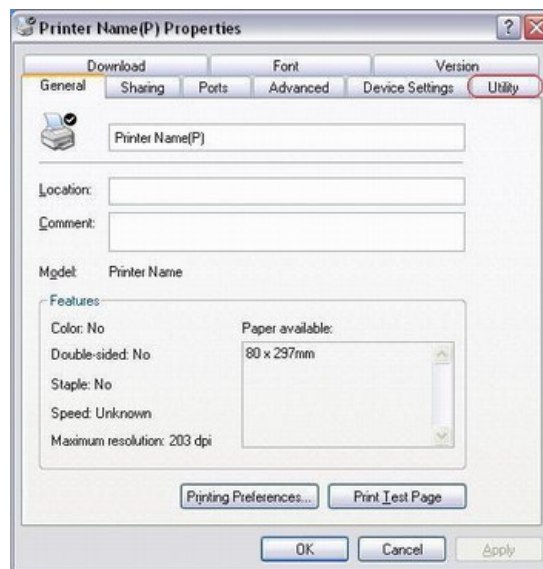 Printer Name(P) Properties
Download Font Version
General Sharing Ports Advanced Device Settings Utility
Printer Name(P)
Location:
Comment:
Model: Printer Name
Features
Color: No Paper available:
Double-sided: No 80 x 297mm
Staple: No
Speed: Unknown
Maximum resolution: 203 dpi
Printing Preferences... Print Test Page
OK Cancel Apply